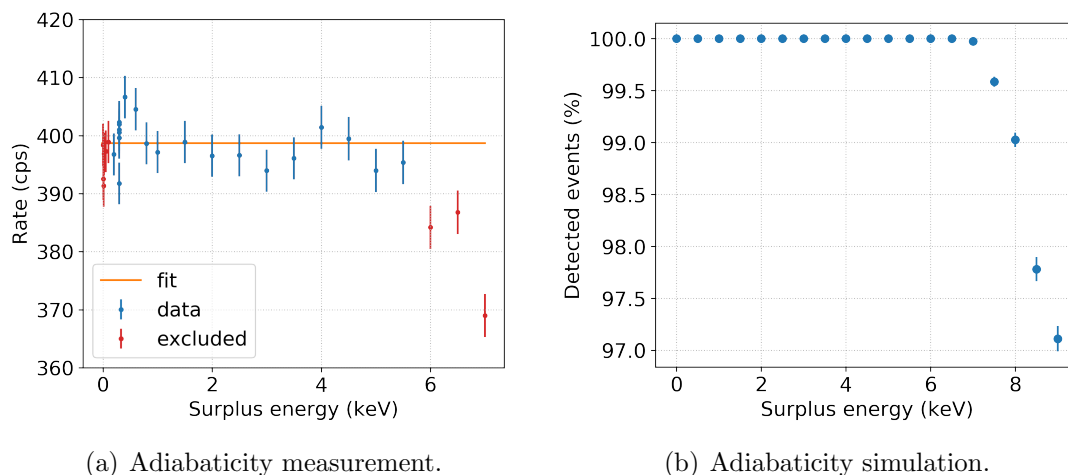 420
410
400
390
380
370
360
Rate (cps)
fit
data
excluded
0 2 4 6
Surplus energy (keV)
(a) Adiabaticity measurement.
100.0
99.5
99.0
98.5
98.0
97.5
97.0
Detected events (%)
0 2 4 6 8
Surplus energy (keV)
(b) Adiabaticity simulation.